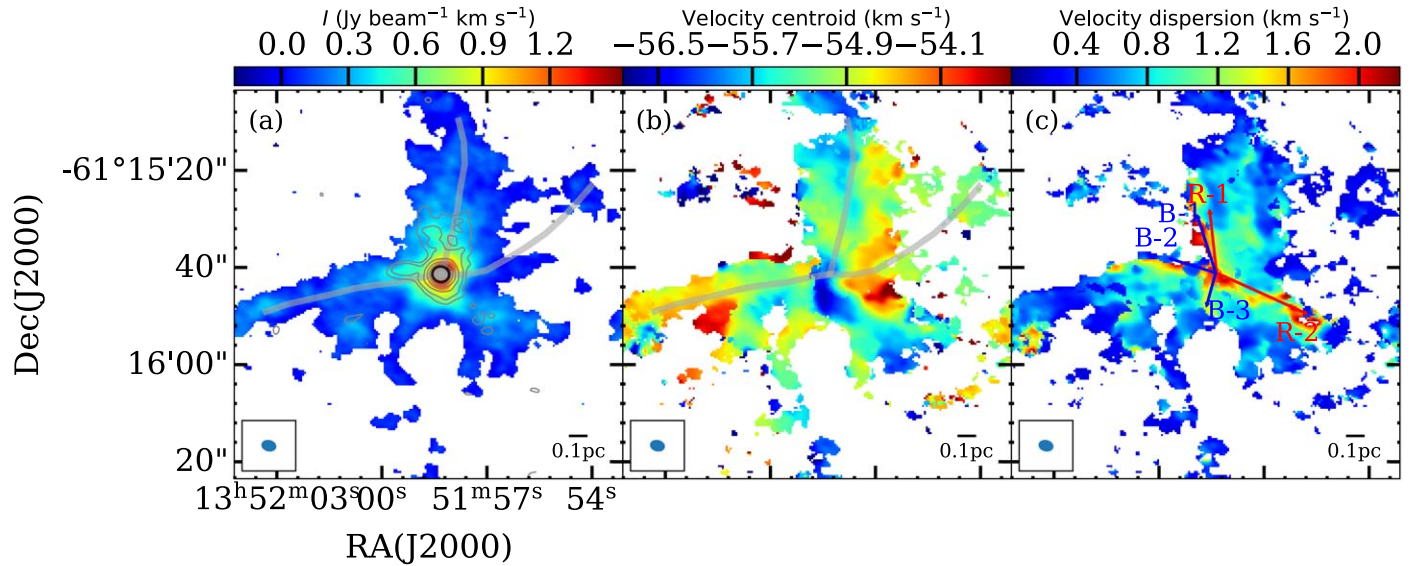 I (Jy beam⁻¹ km s⁻¹) Velocity centroid (km s⁻¹) Velocity dispersion (km s⁻¹)
0.0 0.3 0.6 0.9 1.2 −56.5 −55.7 −54.9 −54.1 0.4 0.8 1.2 1.6 2.0
(a) (b) (c)
-61°15'20"
R-1
B-
B-2
40"
B-3
R-2
16'00"
0.1pc 0.1pc 0.1pc
20"
13ʰ52ᵐ03ˢ 00ˢ 51ᵐ57ˢ 54ˢ
RA(J2000)
Dec(J2000)